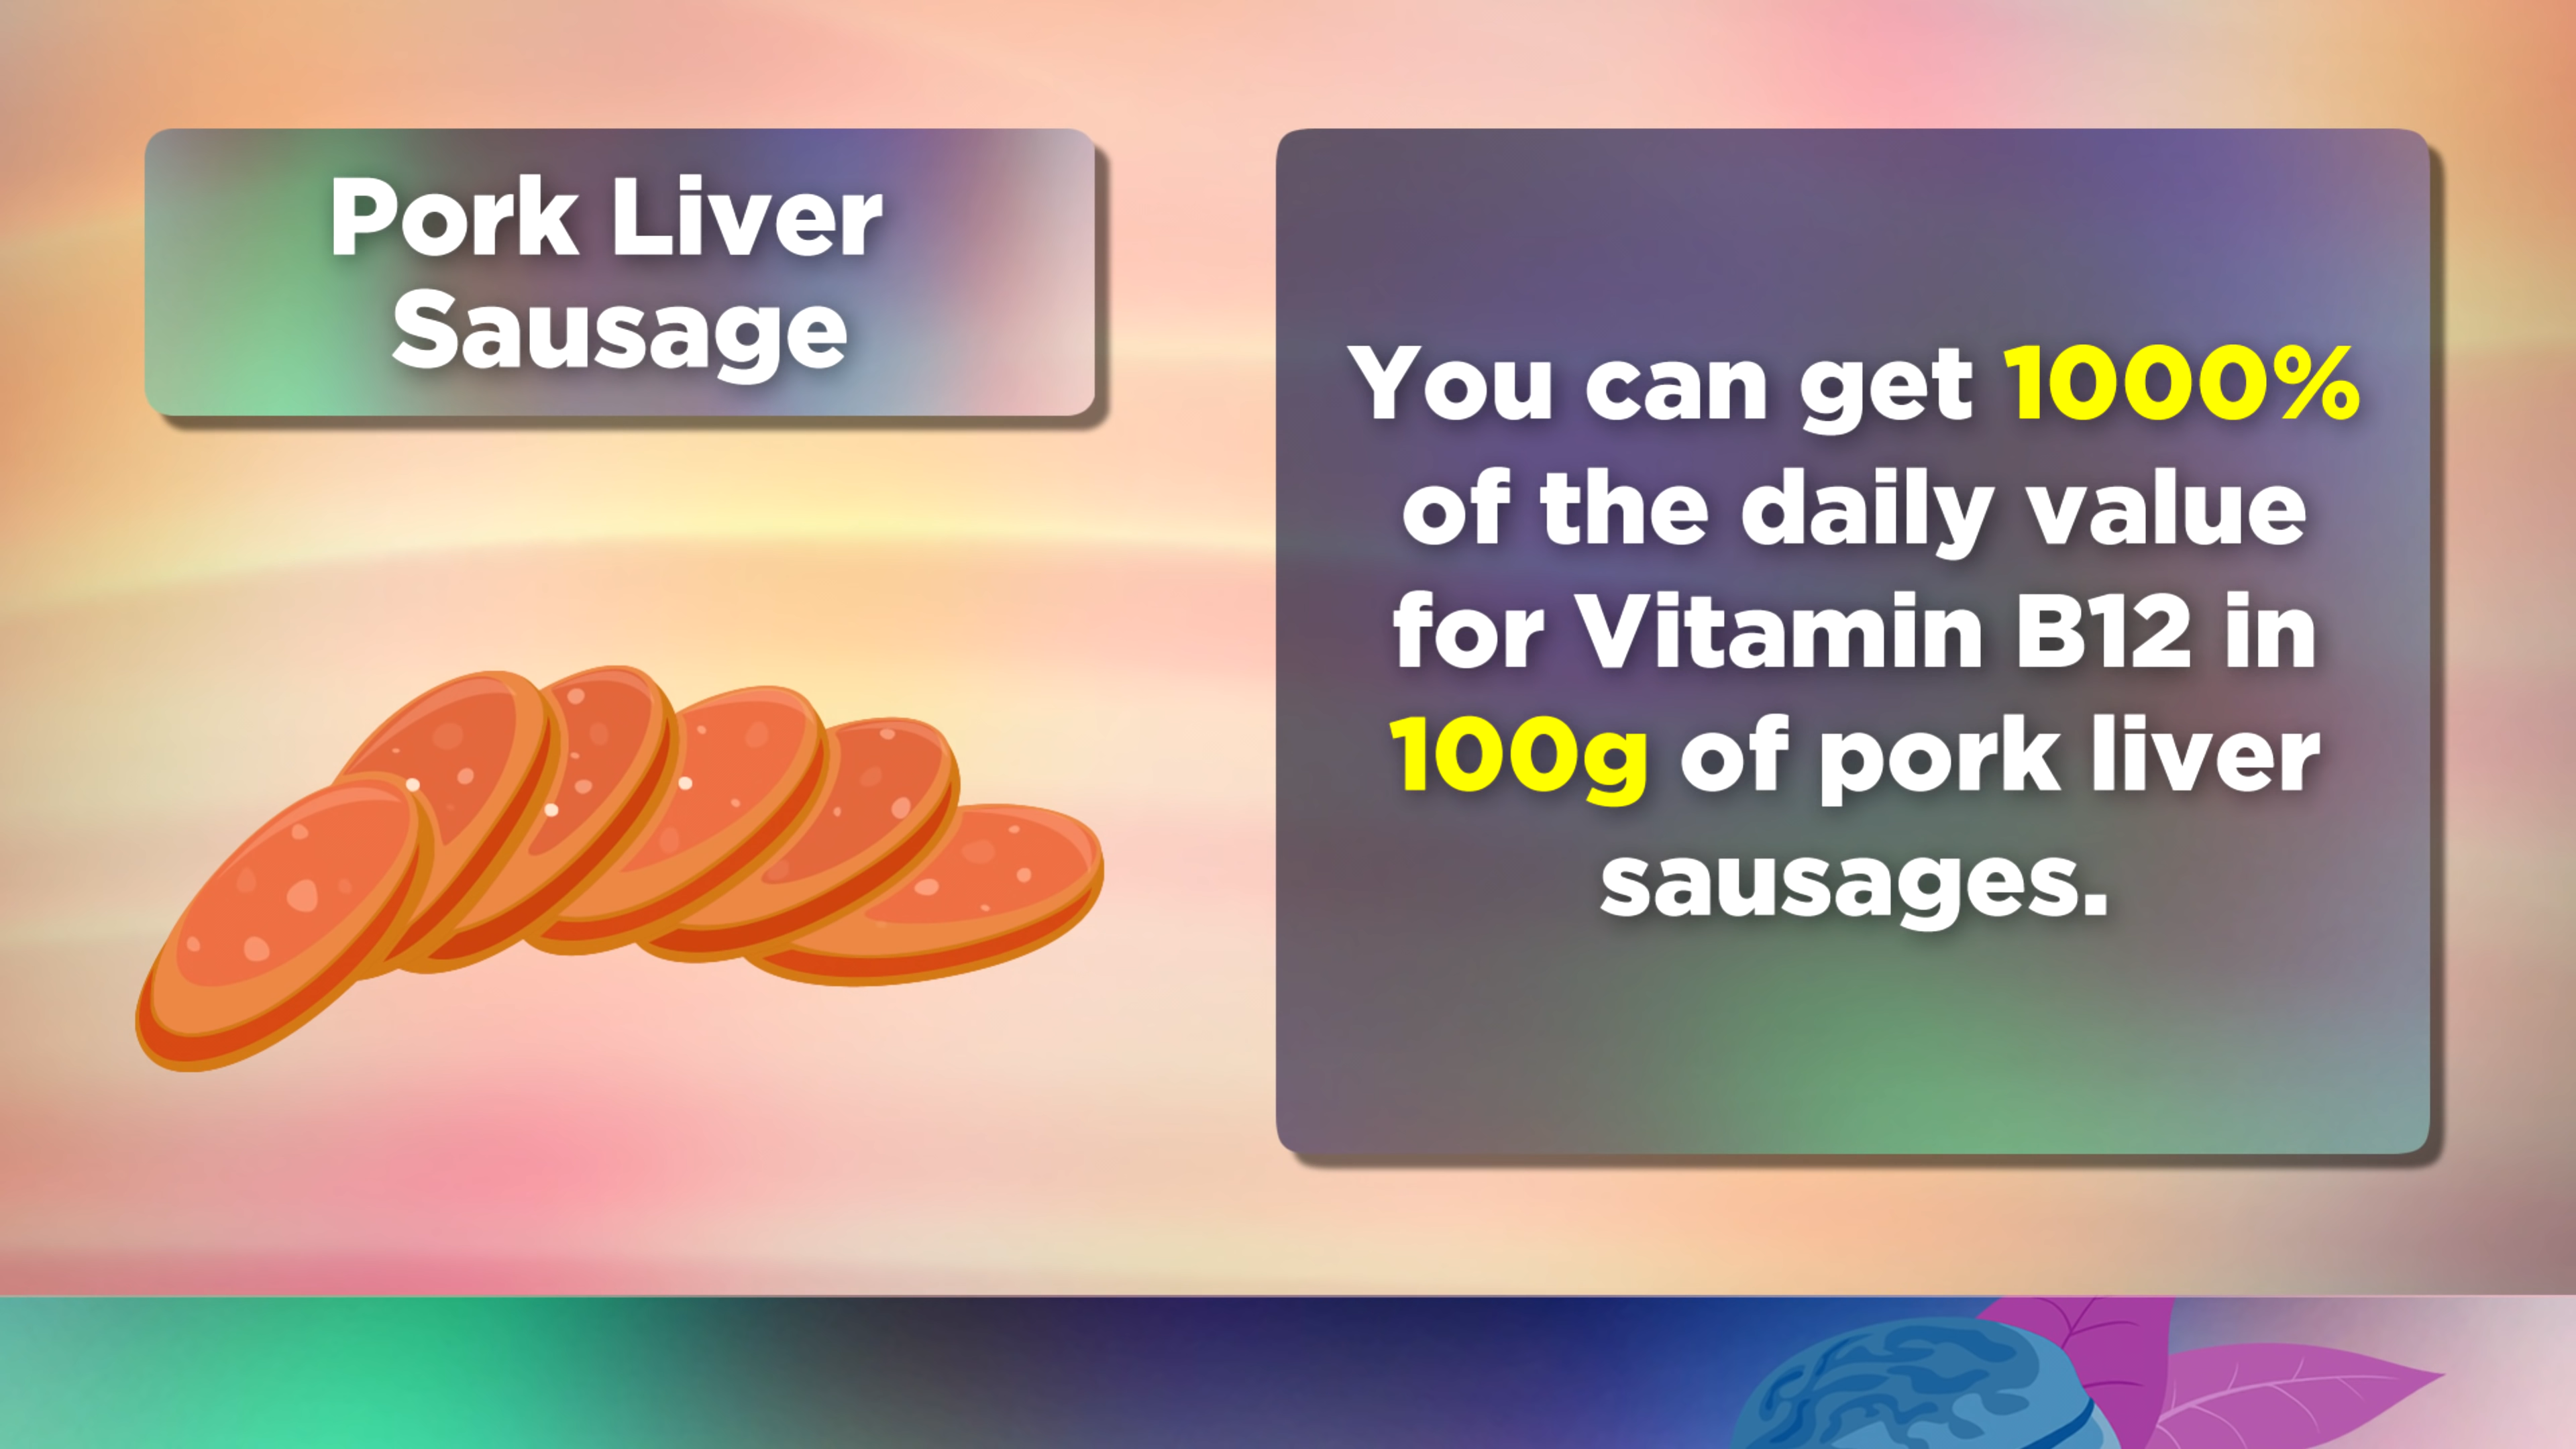 Pork Liver
Sausage
You can get 1000%
of the daily value
for Vitamin B12 in
100g of pork liver
sausages.